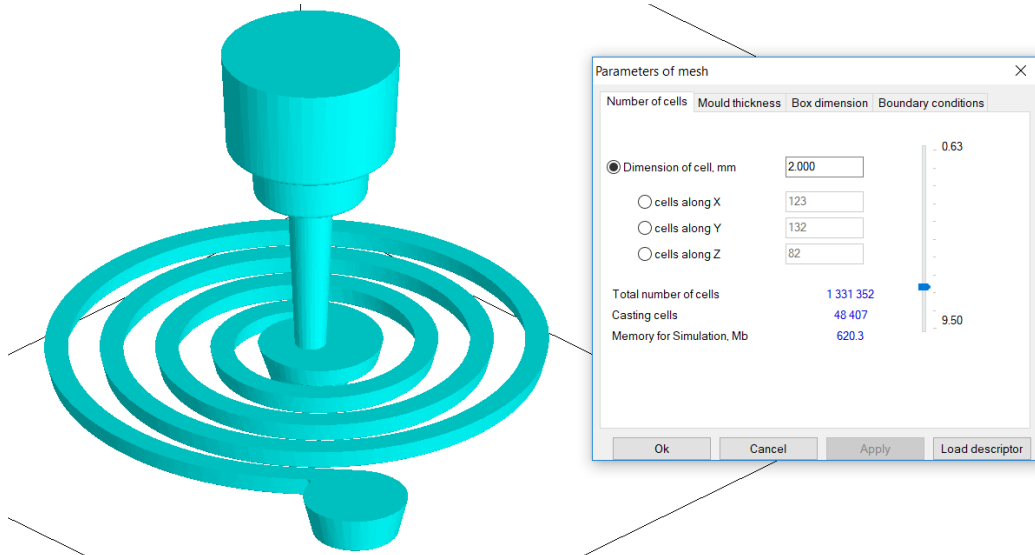 Parameters of mesh
Number of cells Mould thickness Box dimension Boundary conditions
Dimension of cell, mm 2.000
cells along X 123
cells along Y 132
cells along Z 82
Total number of cells 1 331 352
Casting cells 48 407
Memory for Simulation, Mb 620.3
0.63
9.50
Ok Cancel Apply Load descriptor